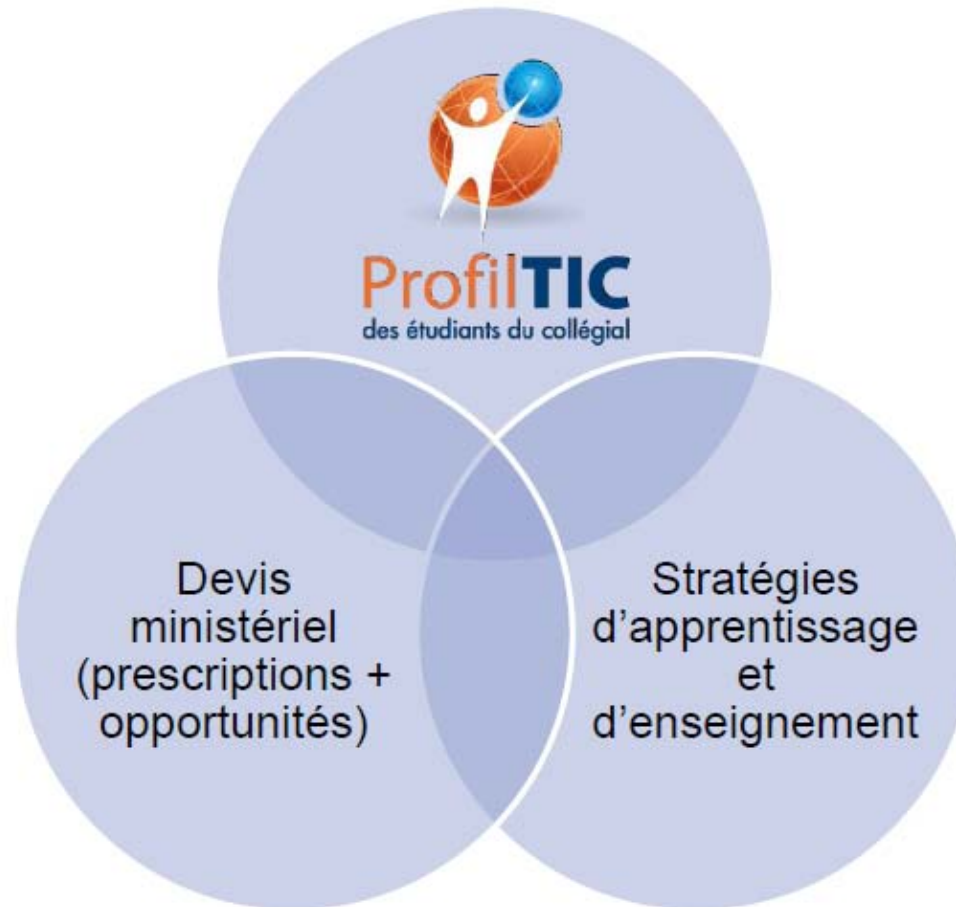 ProfilTIC
des étudiants du collégial
Devis
ministériel
(prescriptions +
opportunités)
Stratégies
d'apprentissage
et
d'enseignement